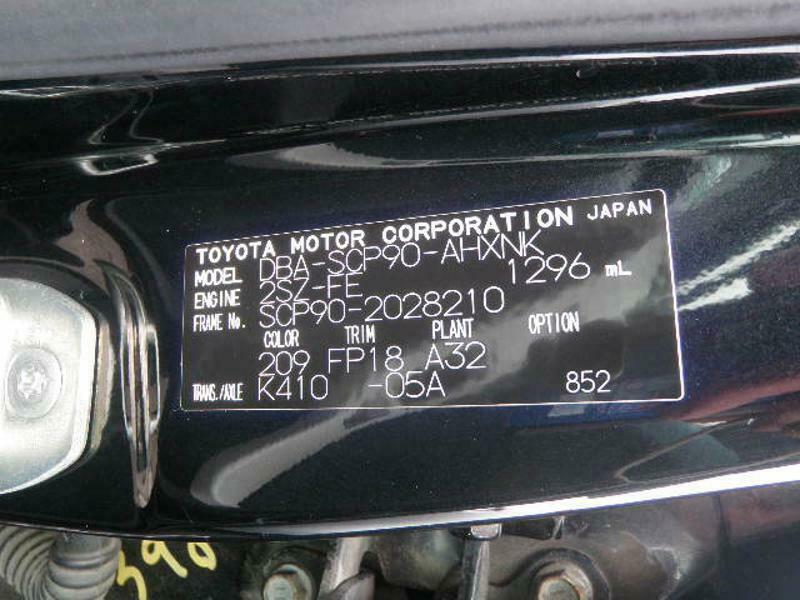 TOYOTA MOTOR CORPORATION JAPAN
MODEL DBA-SCP90-AHXNK
ENGINE 2SZ-FE 1296 mL
FRAME No. SCP90-2028210
COLOR TRIM PLANT OPTION
209 FP18 A32
TRANS./AXLE K410 -05A 852
390